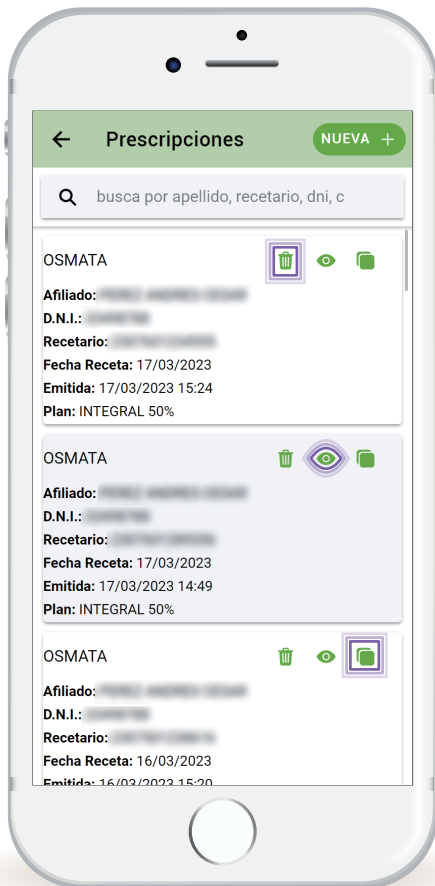 Prescripciones
NUEVA +
busca por apellido, recetario, dni, c
OSMATA
Afiliado:
D.N.I.:
Recetario:
Fecha Receta: 17/03/2023
Emitida: 17/03/2023 15:24
Plan: INTEGRAL 50%
OSMATA
Afiliado:
D.N.I.:
Recetario:
Fecha Receta: 17/03/2023
Emitida: 17/03/2023 14:49
Plan: INTEGRAL 50%
OSMATA
Afiliado:
D.N.I.:
Recetario:
Fecha Receta: 16/03/2023
Emitida: 16/03/2023 15:20